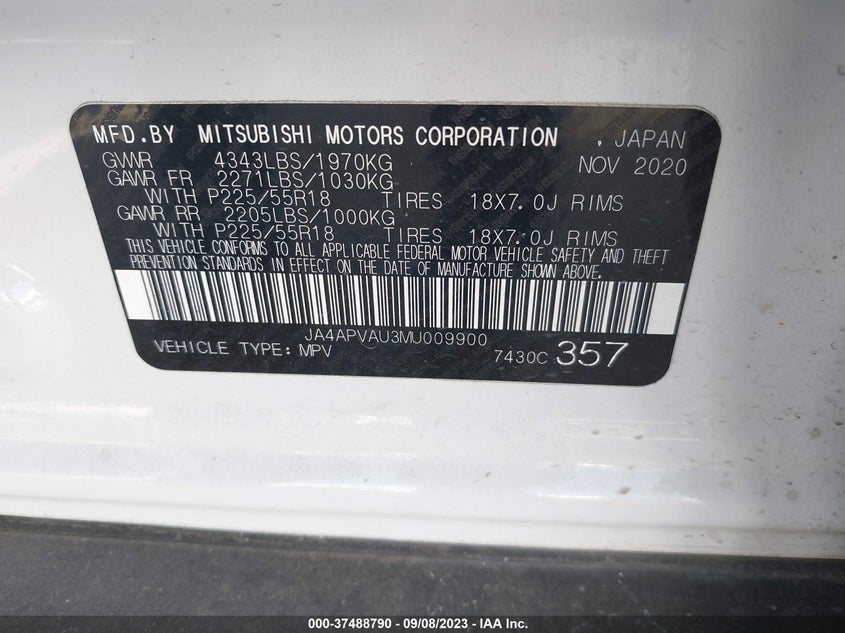 MFD.BY MITSUBISHI MOTORS CORPORATION , JAPAN
GVWR 4343LBS/1970KG NOV 2020
GAWR FR 2271LBS/1030KG
WITH P225/55R18 TIRES 18X7.0J RIMS
GAWR RR 2205LBS/1000KG
WITH P225/55R18 TIRES 18X7.0J RIMS
THIS VEHICLE CONFORMS TO ALL APPLICABLE FEDERAL MOTOR VEHICLE SAFETY AND THEFT
PREVENTION STANDARDS IN EFFECT ON THE DATE OF MANUFACTURE SHOWN ABOVE.
JA4APVAU3MU009900
VEHICLE TYPE: MPV 7430C 357
000-37488790 - 09/08/2023 - © IAA Inc.